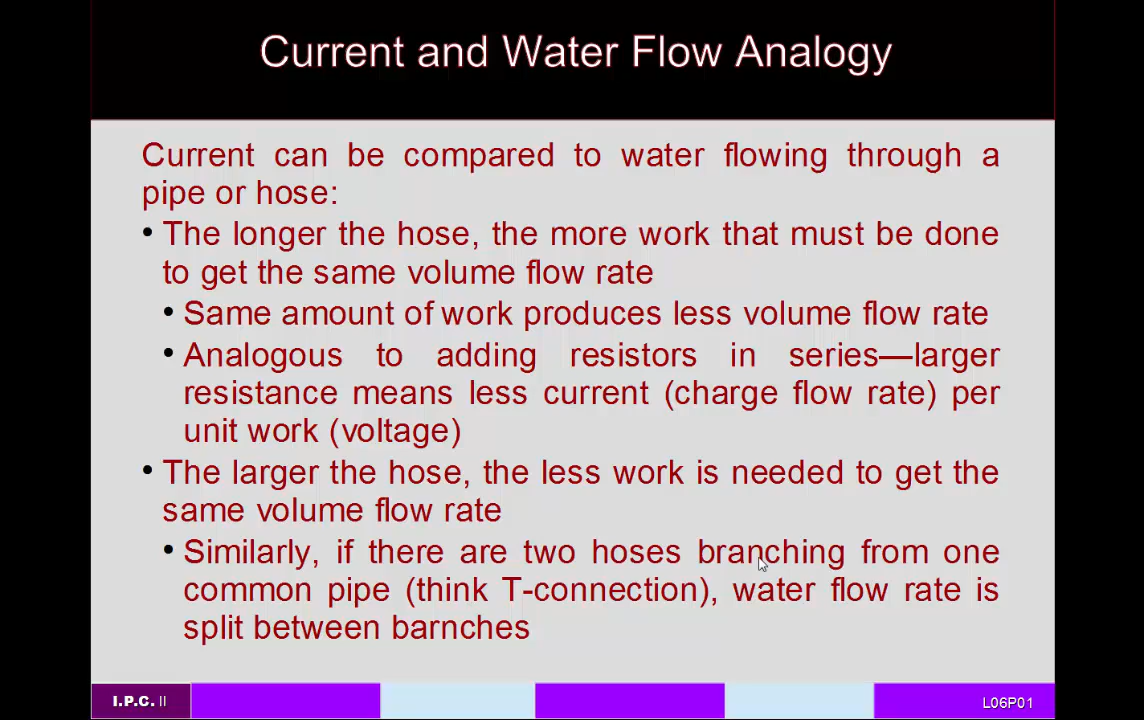 Current and Water Flow Analogy
Current can be compared to water flowing through a
pipe or hose:
• The longer the hose, the more work that must be done
to get the same volume flow rate
• Same amount of work produces less volume flow rate
• Analogous to adding resistors in series—larger
resistance means less current (charge flow rate) per
unit work (voltage)
• The larger the hose, the less work is needed to get the
same volume flow rate
• Similarly, if there are two hoses branching from one
common pipe (think T-connection), water flow rate is
split between barnches
I.P.C. II
L06P01